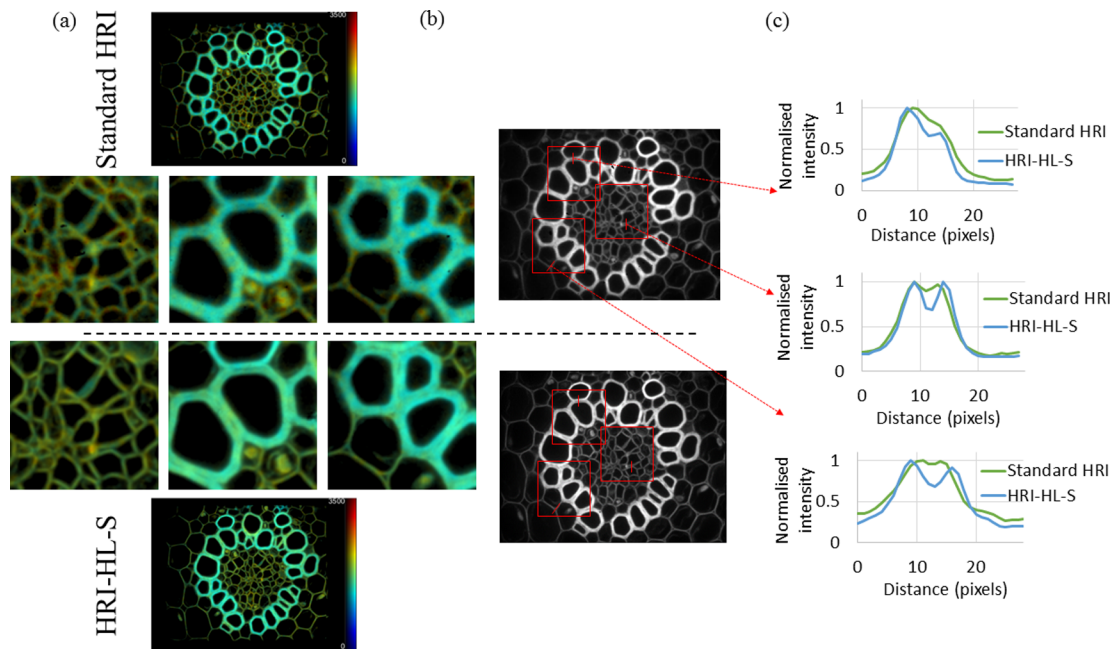 (a)
(b)
(c)
Standard HRI
3500
0
HRI-HL-S
3500
0
Normalised
intensity
1
0.5
0
0 10 20
Distance (pixels)
Standard HRI
HRI-HL-S
Normalised
intensity
1
0.5
0
0 10 20
Distance (pixels)
Standard HRI
HRI-HL-S
Normalised
intensity
1
0.5
0
0 10 20
Distance (pixels)
Standard HRI
HRI-HL-S